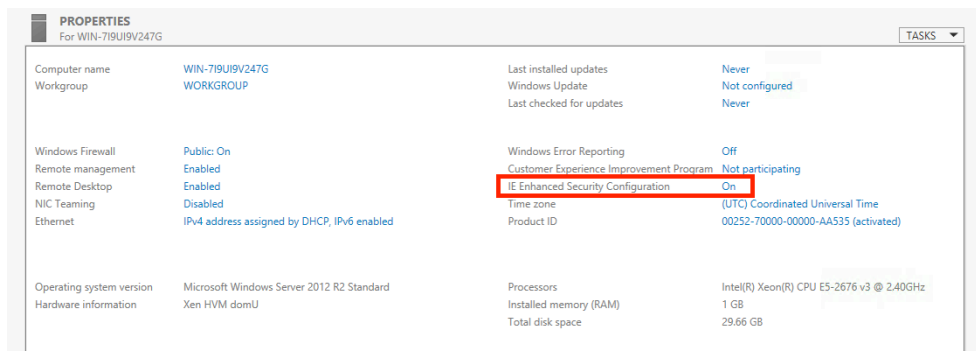 PROPERTIES
For WIN-7I9UI9V247G
TASKS
Computer name WIN-7I9UI9V247G
Workgroup WORKGROUP
Last installed updates Never
Windows Update Not configured
Last checked for updates Never
Windows Firewall Public: On
Remote management Enabled
Remote Desktop Enabled
NIC Teaming Disabled
Ethernet IPv4 address assigned by DHCP, IPv6 enabled
Windows Error Reporting Off
Customer Experience Improvement Program Not participating
IE Enhanced Security Configuration On
Time zone (UTC) Coordinated Universal Time
Product ID 00252-70000-00000-AA535 (activated)
Operating system version Microsoft Windows Server 2012 R2 Standard
Hardware information Xen HVM domU
Processors Intel(R) Xeon(R) CPU E5-2676 v3 @ 2.40GHz
Installed memory (RAM) 1 GB
Total disk space 29.66 GB